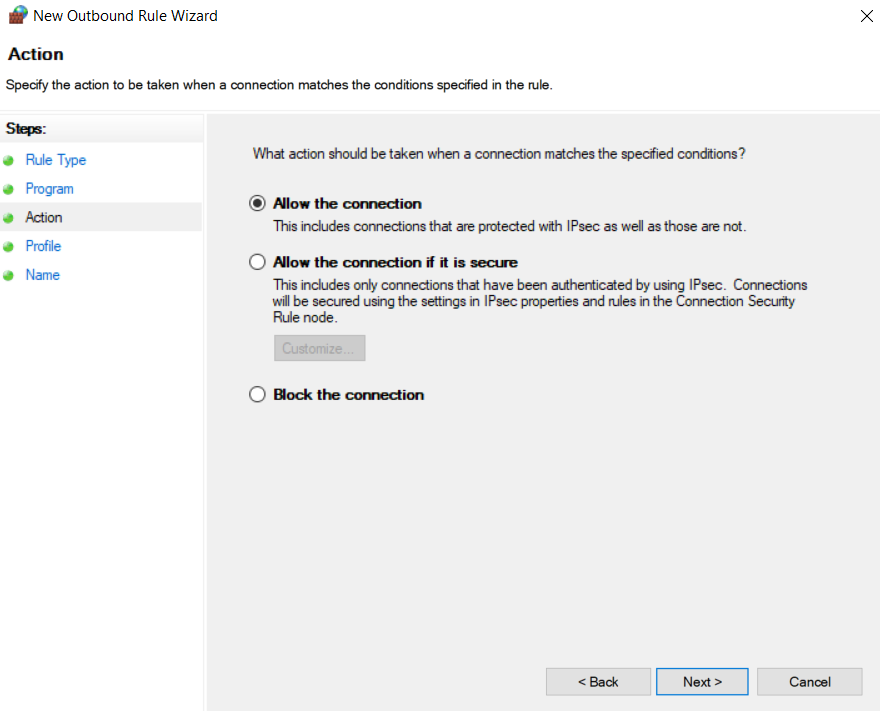 New Outbound Rule Wizard
Action
Specify the action to be taken when a connection matches the conditions specified in the rule.
Steps:
Rule Type
Program
Action
Profile
Name
What action should be taken when a connection matches the specified conditions?
Allow the connection
This includes connections that are protected with IPsec as well as those are not.
Allow the connection if it is secure
This includes only connections that have been authenticated by using IPsec. Connections
will be secured using the settings in IPsec properties and rules in the Connection Security
Rule node.
Customize...
Block the connection
< Back
Next >
Cancel